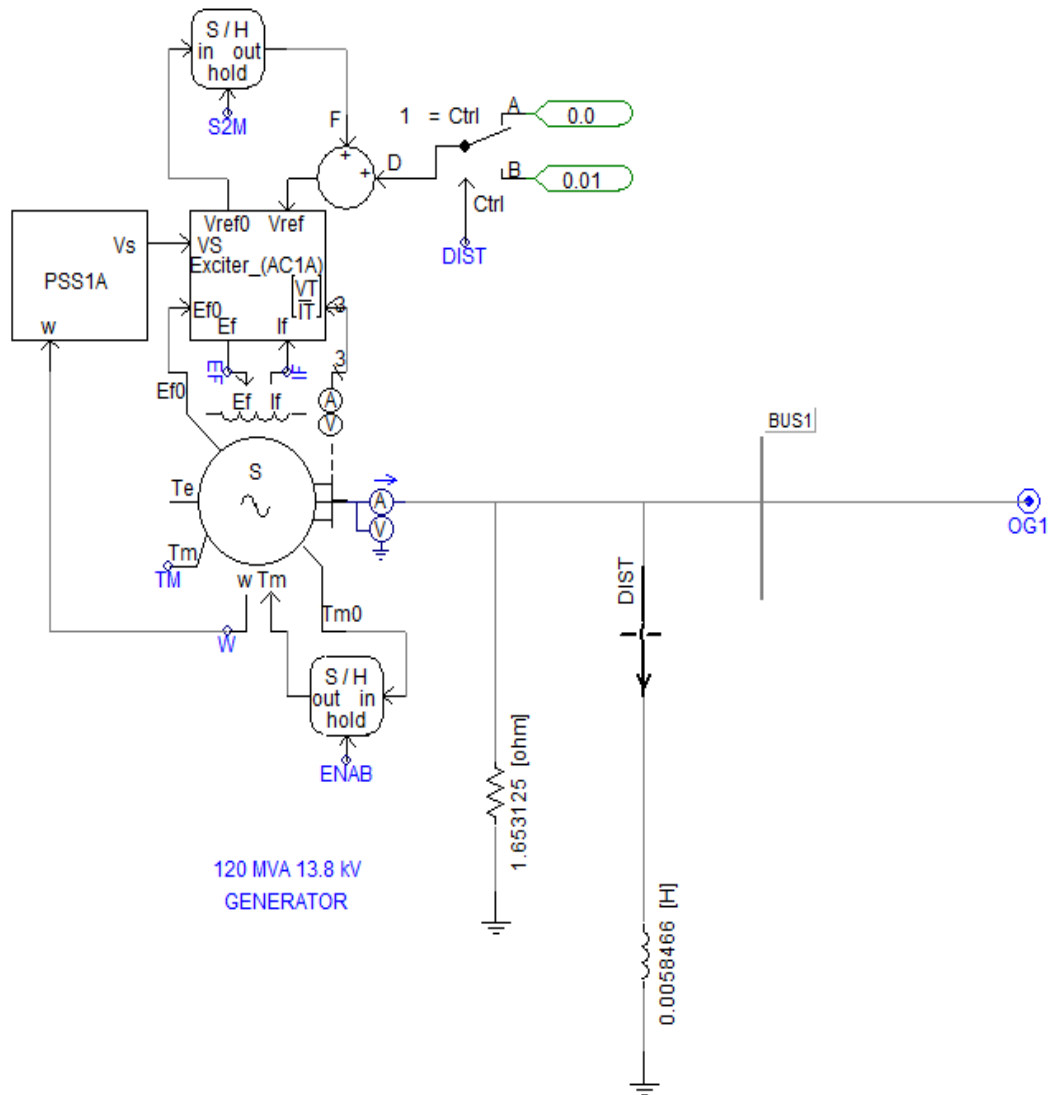 S / H
in out
hold
S2M
F
+
+
D
1 = Ctrl
A
0.0
B
0.01
Ctrl
DIST
Vref0 Vref
Vs
VS
Exciter_(AC1A)
PSS1A
VT
IT
3
Ef0
Ef If
w
EF
IF
3
Ef0
Ef If
A
V
BUS1
S
Te
A
V
OG1
Tm
TM
w Tm
DIST
Tm0
W
S / H
out in
hold
ENAB
1.653125 [ohm]
120 MVA 13.8 kV
GENERATOR
0.0058466 [H]